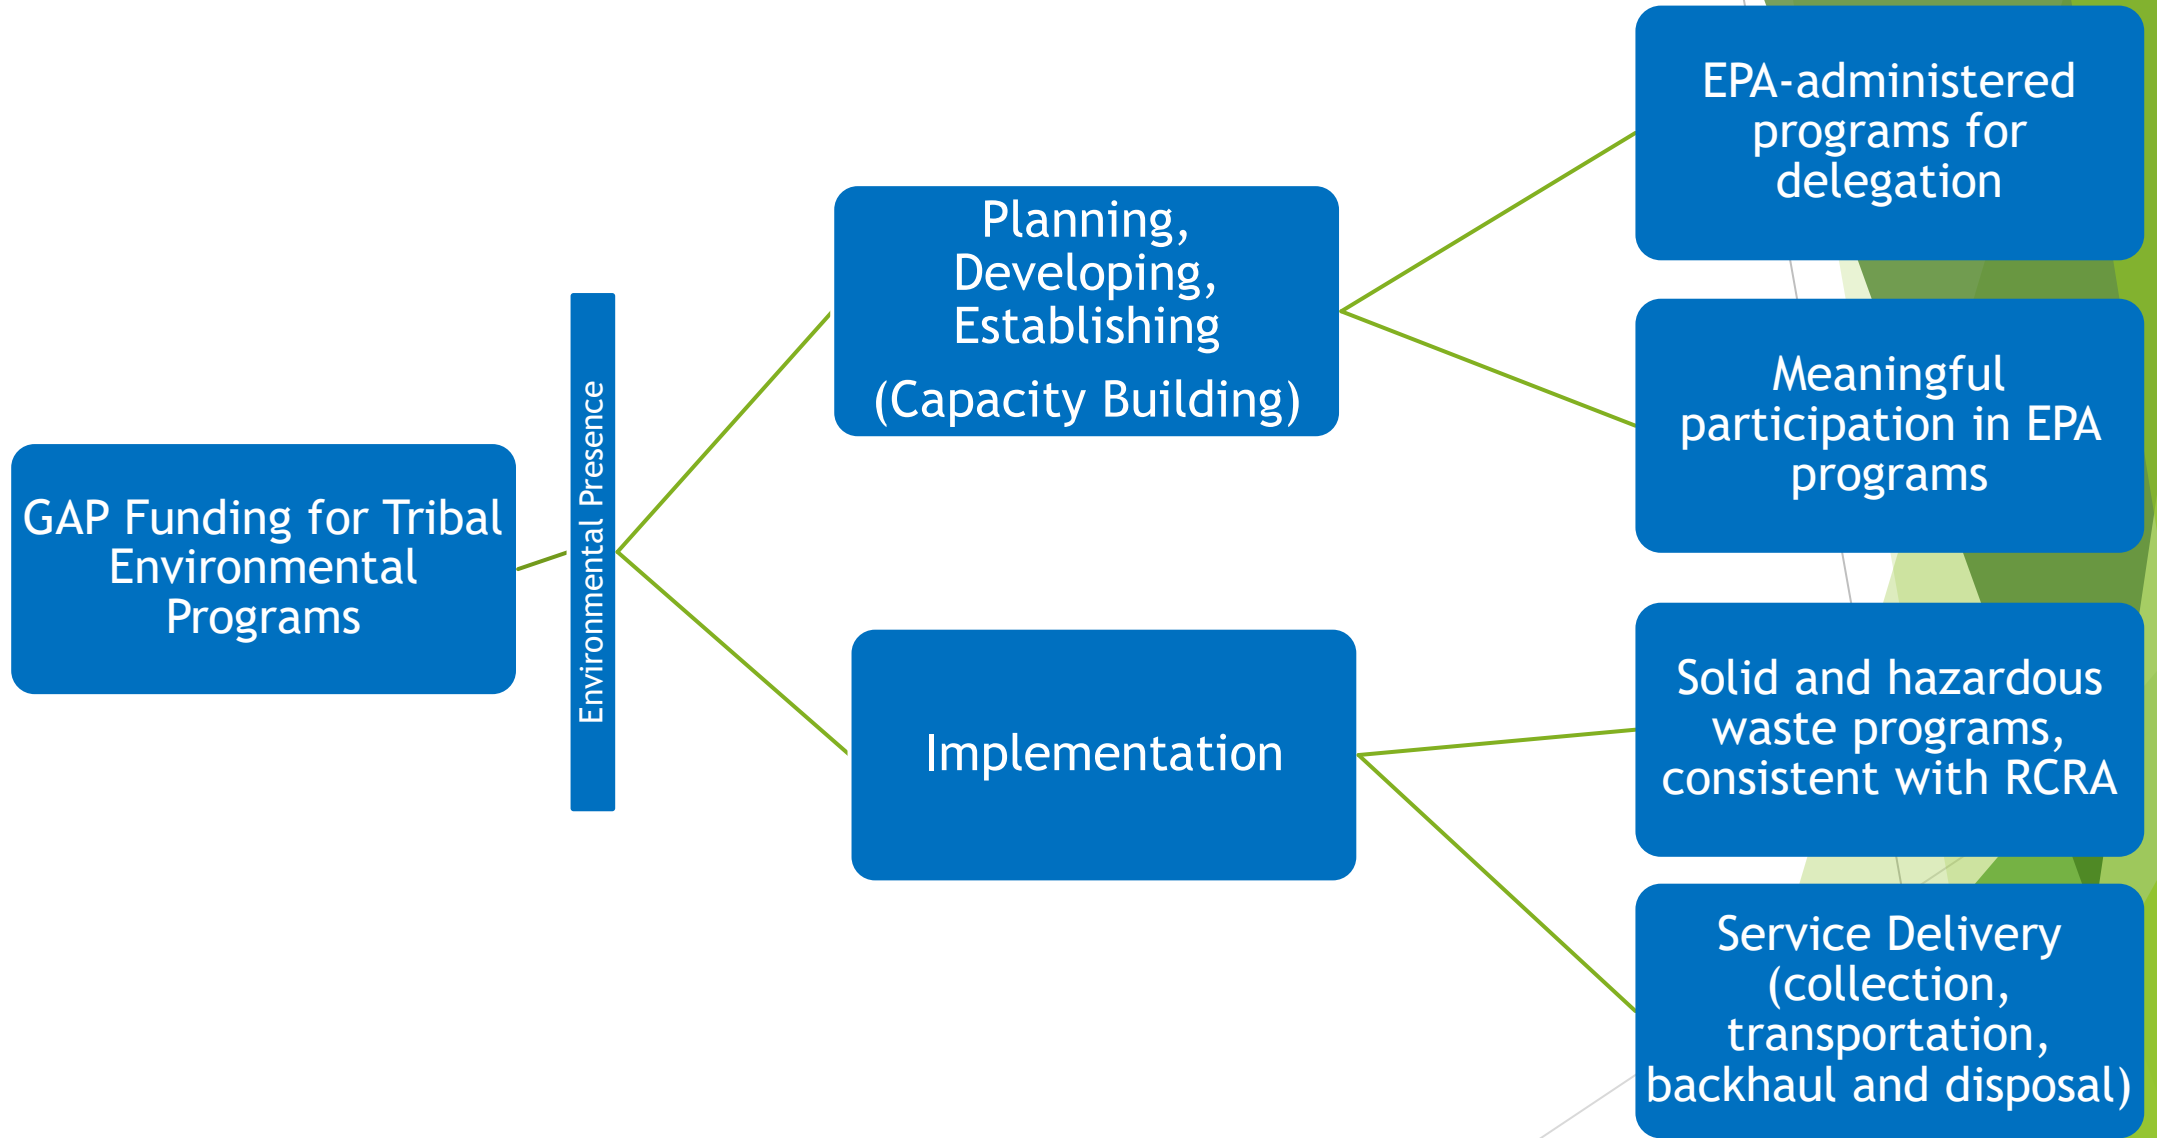 GAP Funding for Tribal
Environmental
Programs
Environmental Presence
Planning,
Developing,
Establishing
(Capacity Building)
Implementation
EPA-administered
programs for
delegation
Meaningful
participation in EPA
programs
Solid and hazardous
waste programs,
consistent with RCRA
Service Delivery
(collection,
transportation,
backhaul and disposal)